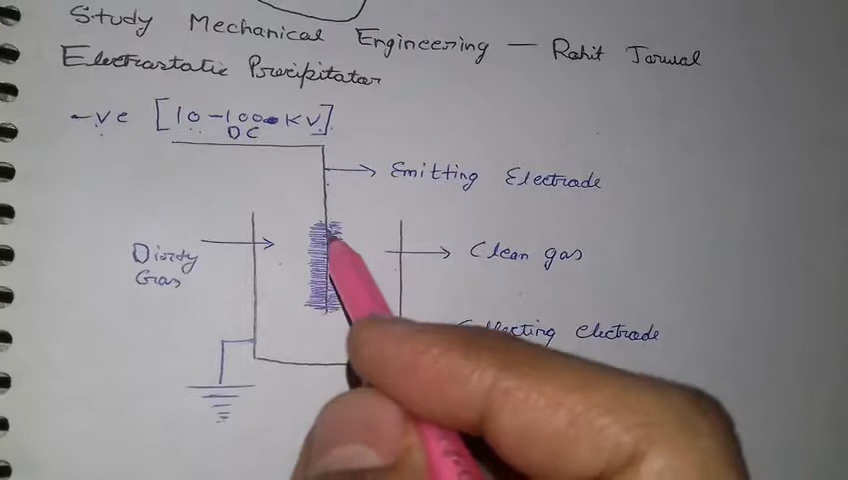 Study Mechanical Engineering — Rohit Jarwal
Electrostatic Precipitator
-ve [10-100 KV]
DC
Emitting Electrode
Dirty
Gas
Clean gas
Collecting electrode